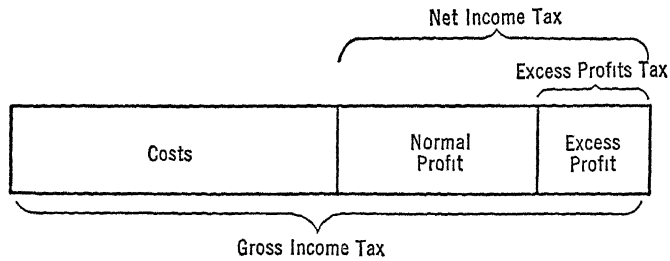 Net Income Tax
Excess Profits Tax
Costs
Normal
Profit
Excess
Profit
Gross Income Tax